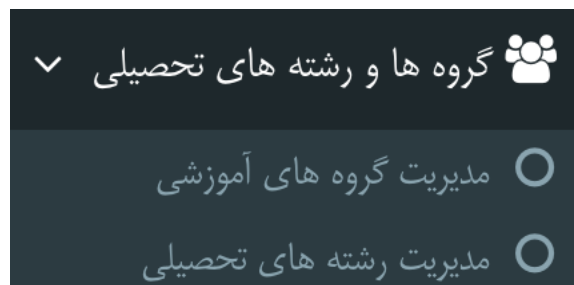 گروه ها و رشته های تحصیلی
مدیریت گروه های آموزشی
مدیریت رشته های تحصیلی